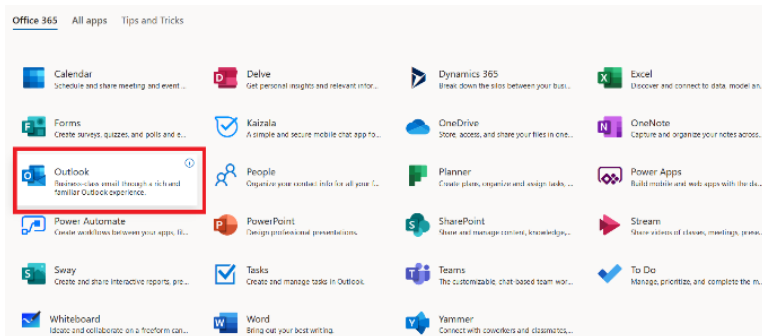 Office 365 All apps Tips and Tricks
Calendar
Schedule and share meeting and event ...
Delve
Get personal insights and relevant infor...
Dynamics 365
Break down the silos between your busi...
Excel
Discover and connect to data, model an...
Forms
Create surveys, quizzes, and polls and e...
Kaizala
A simple and secure mobile chat app fo...
OneDrive
Store, access, and share your files in one...
OneNote
Capture and organize your notes across...
Outlook
Business-class email through a rich and
familiar Outlook experience.
People
Organize your contact info for all your f...
Planner
Create plans, organize and assign tasks, ...
Power Apps
Build mobile and web apps with the da...
Power Automate
Create workflows between your apps, fil...
PowerPoint
Design professional presentations.
SharePoint
Share and manage content, knowledge,...
Stream
Share videos of classes, meetings, prese...
Sway
Create and share interactive reports, pre...
Tasks
Create and manage tasks in Outlook.
Teams
The customizable, chat-based team wor...
To Do
Manage, prioritize, and complete the m...
Whiteboard
Ideate and collaborate on a freeform can...
Word
Bring out your best writing.
Yammer
Connect with coworkers and classmates,...